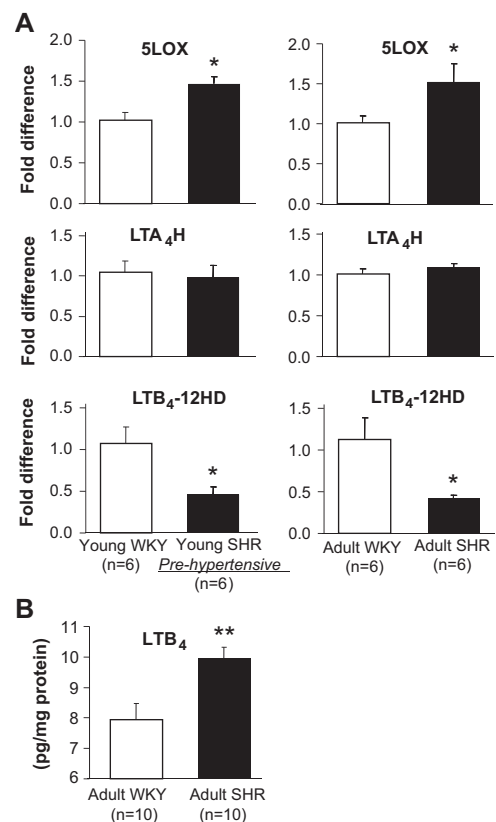 A
5LOX
5LOX
*
*
Fold difference
2.0
1.5
1.0
0.5
0.0
2.0
1.5
1.0
0.5
0.0
LTA4H
LTA4H
Fold difference
1.5
1.0
0.5
0.0
1.5
1.0
0.5
0.0
LTB4-12HD
LTB4-12HD
*
*
Fold difference
1.5
1.0
0.5
0.0
1.5
1.0
0.5
0.0
Young WKY
(n=6)
Young SHR
Pre-hypertensive
(n=6)
Adult WKY
(n=6)
Adult SHR
(n=6)
B
LTB4
**
(pg/mg protein)
11
10
9
8
7
6
Adult WKY
(n=10)
Adult SHR
(n=10)